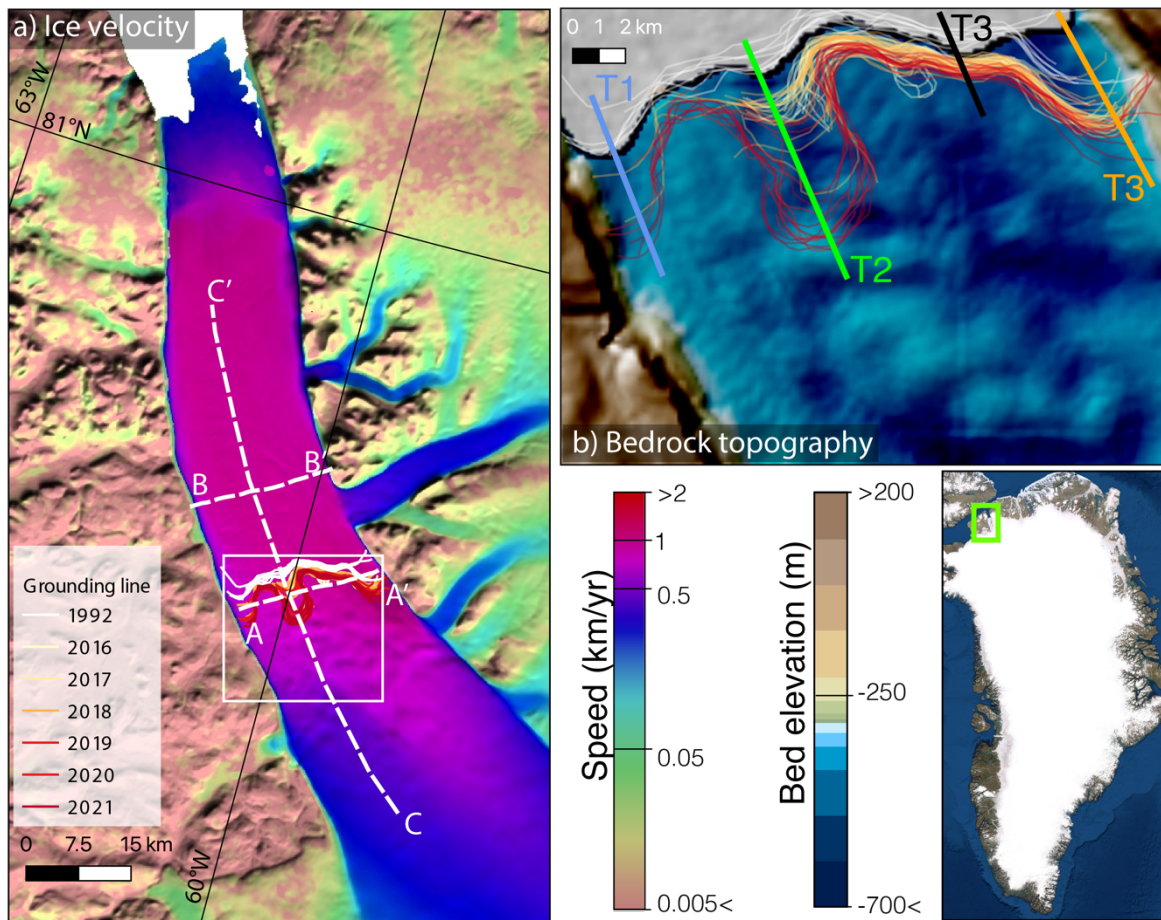 a) Ice velocity
63°W
81°N
C'
B
B'
A
A'
C
60°W
Grounding line
1992
2016
2017
2018
2019
2020
2021
0 7.5 15 km
0 1 2 km
T1
T2
T3
T3
b) Bedrock topography
Speed (km/yr)
>2
1
0.5
0.05
0.005<
Bed elevation (m)
>200
-250
-700<